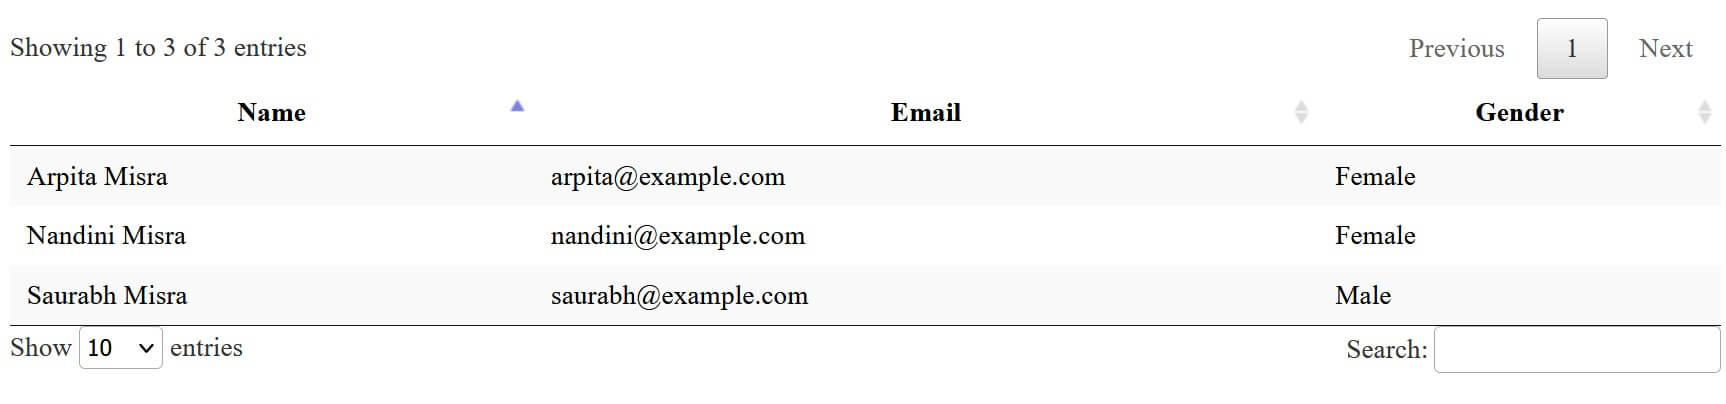 Showing 1 to 3 of 3 entries Previous 1 Next
Name Email Gender
Arpita Misra arpita@example.com Female
Nandini Misra nandini@example.com Female
Saurabh Misra saurabh@example.com Male
Show 10 entries Search: